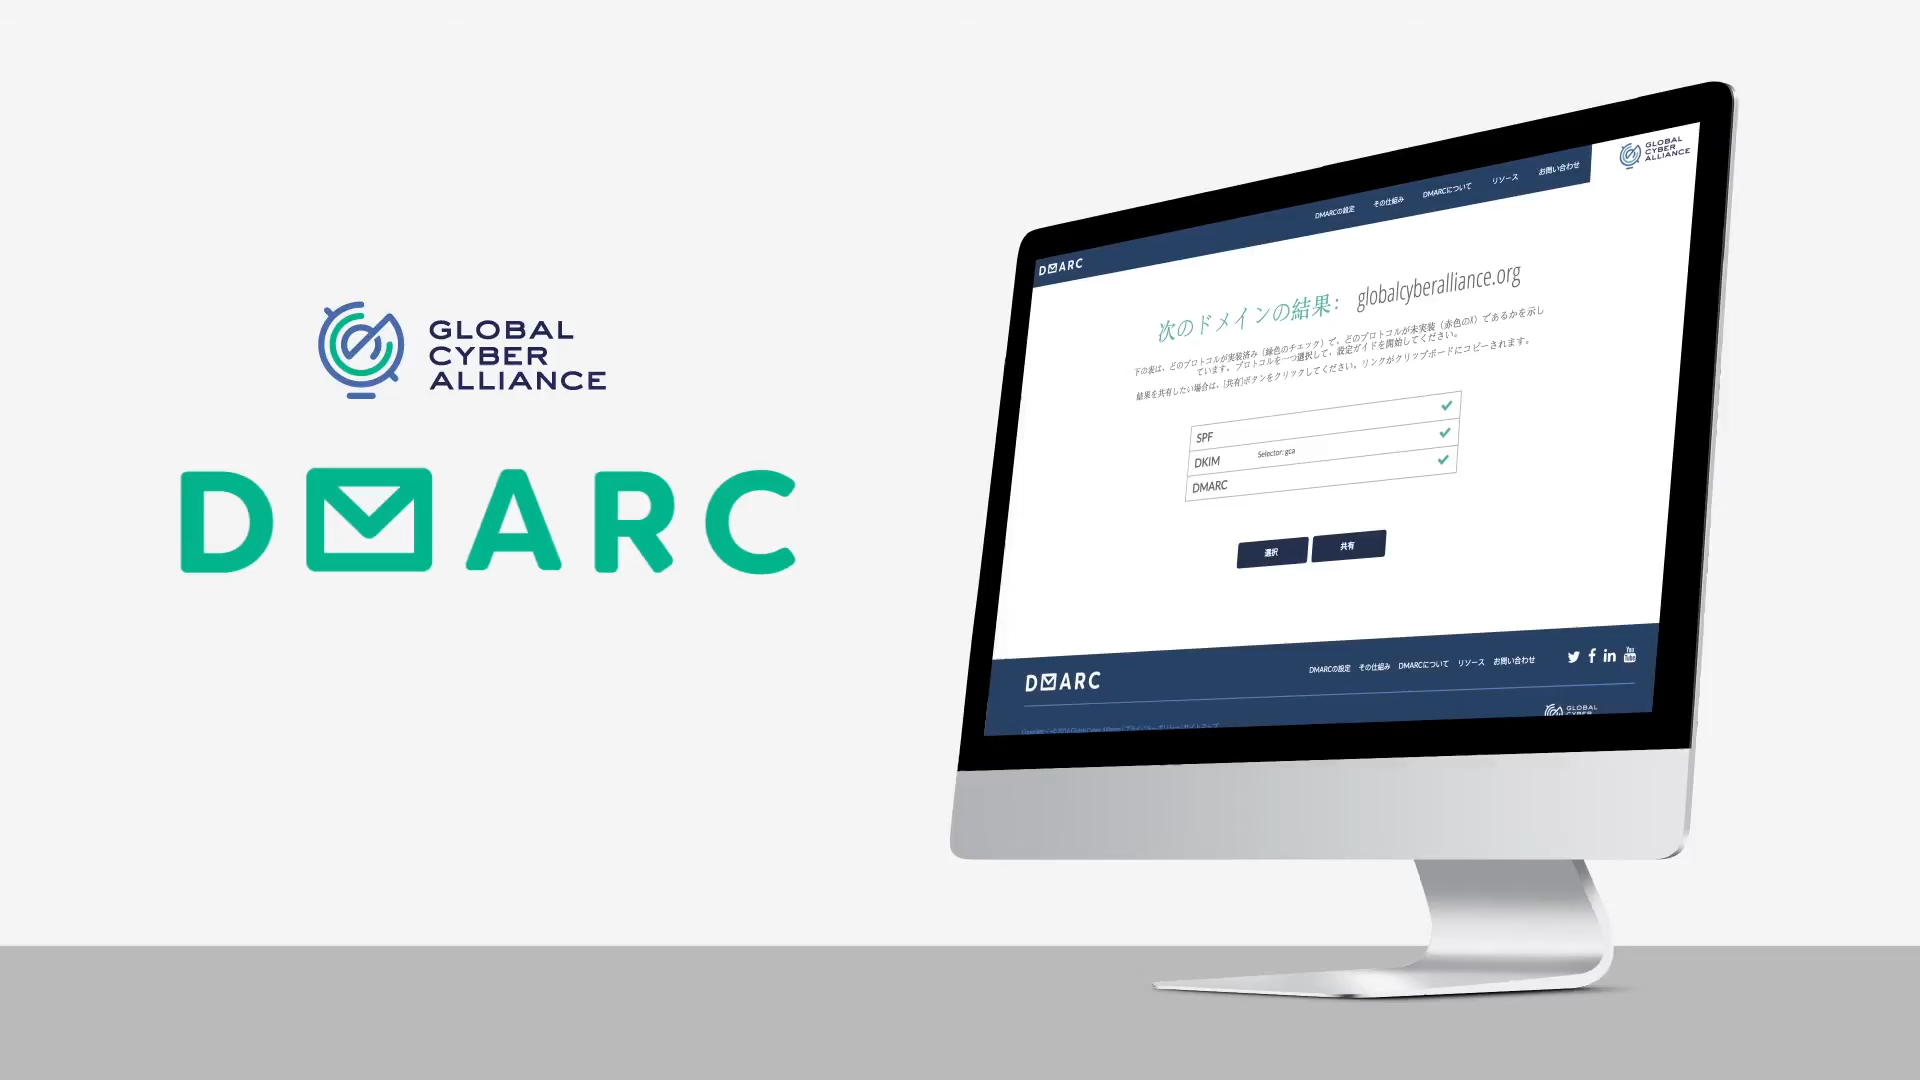 GLOBAL
CYBER
ALLIANCE
D ARC
GLOBAL
CYBER
ALLIANCE
D ARC
DMARCの設定 その仕組み DMARCについて リソース お問い合わせ
次のドメインの結果： globalcyberalliance.org
下の表は、どのプロトコルが実装済み（緑色のチェック）で、どのプロトコルが未実装（赤色のX）であるかを示し
ています。プロトコルを一つ選択して、設定ガイドを開始してください。
結果を共有したい場合は、[共有]ボタンをクリックしてください。リンクがクリップボードにコピーされます。
SPF
DKIM Selector: gca
DMARC
選択 共有
D ARC
DMARCの設定 その仕組み DMARCについて リソース お問い合わせ
You
Tube
GLOBAL
CYBER